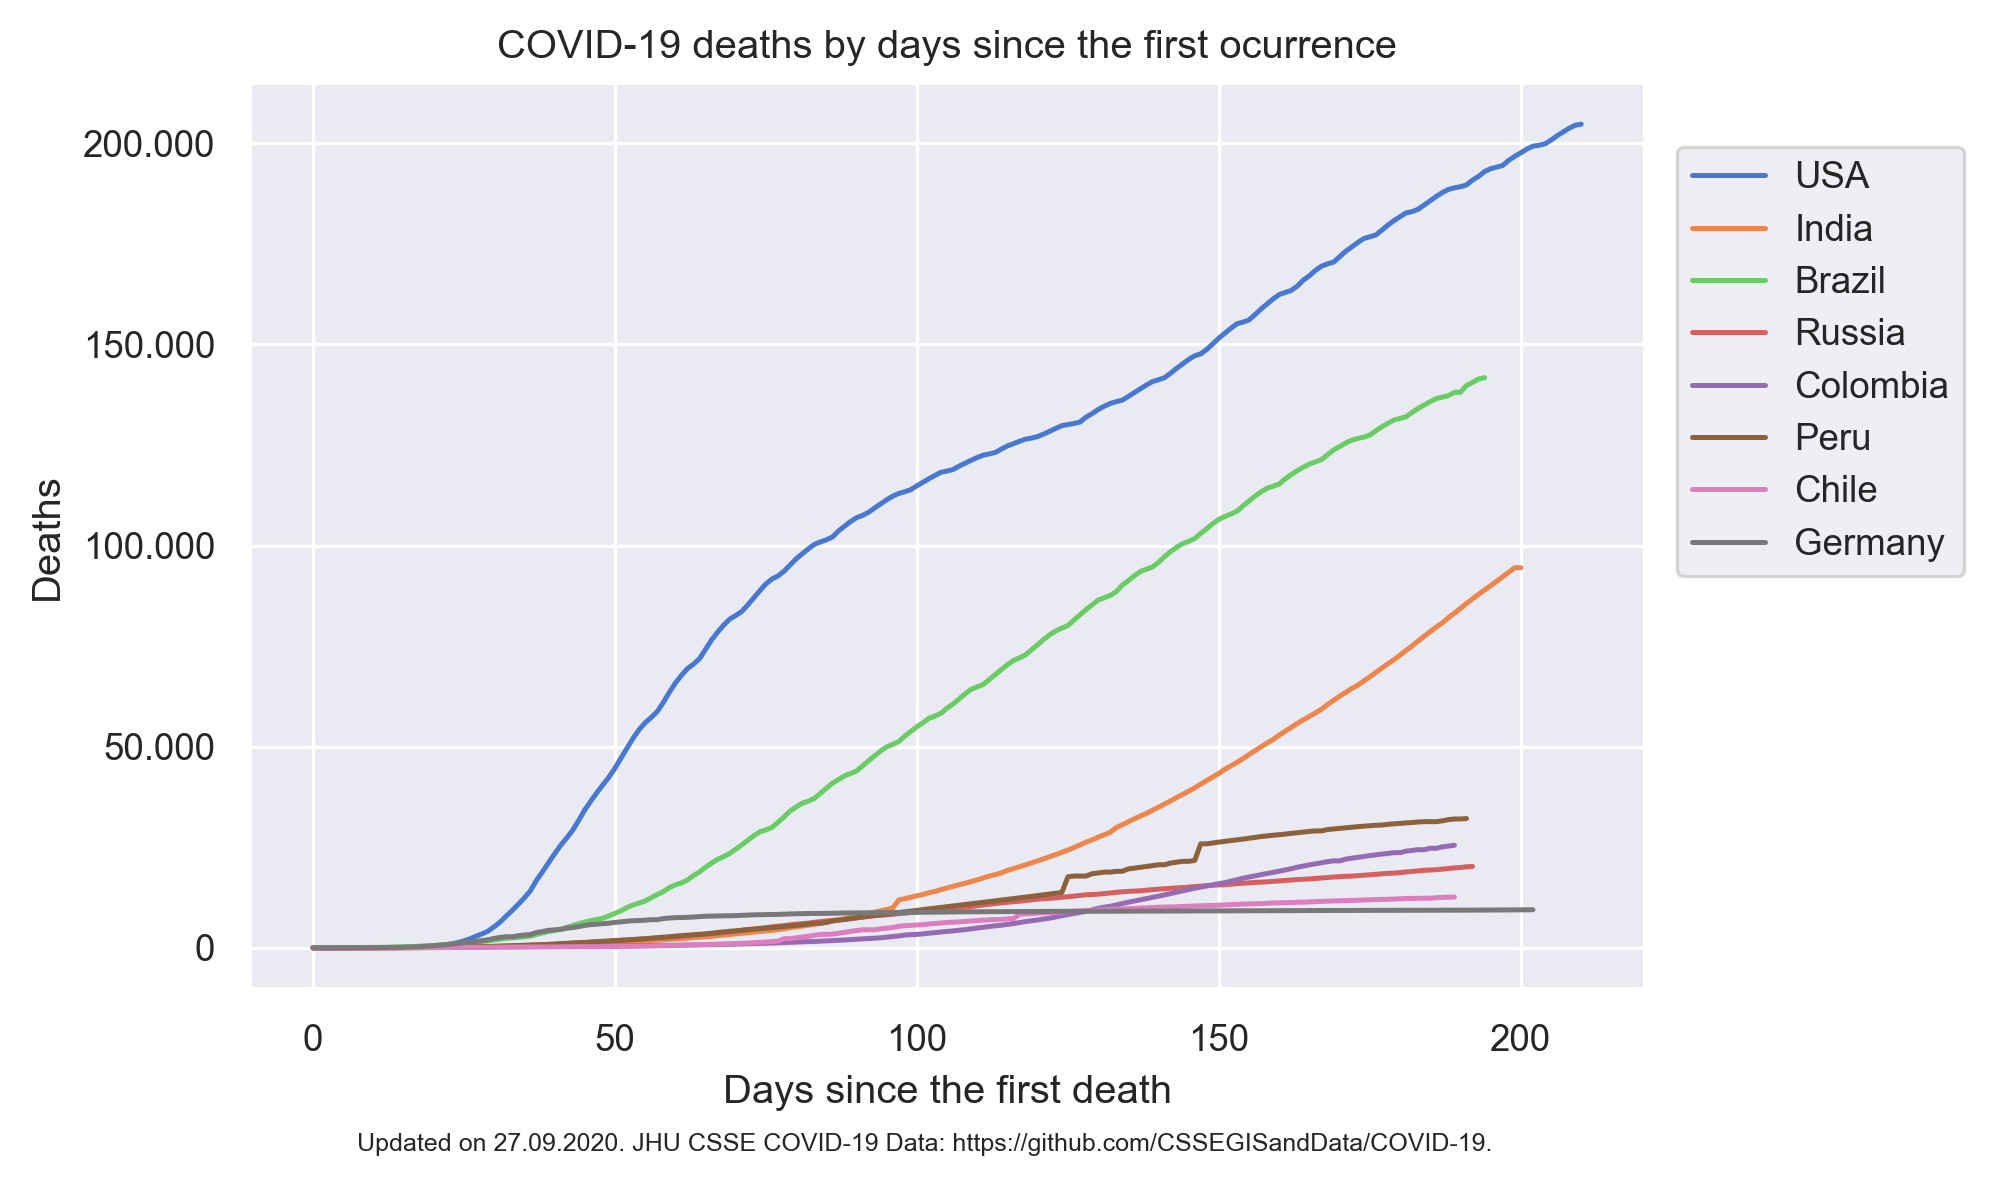 COVID-19 deaths by days since the first ocurrence
200.000
150.000
100.000
50.000
0
Deaths
0 50 100 150 200
Days since the first death
USA
India
Brazil
Russia
Colombia
Peru
Chile
Germany
Updated on 27.09.2020. JHU CSSE COVID-19 Data: https://github.com/CSSEGISandData/COVID-19.